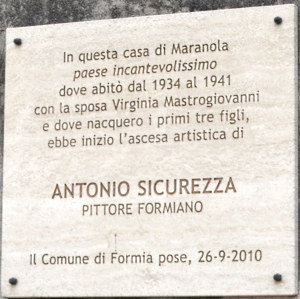 In questa casa di Maranola
paese incantevolissimo
dove abitò dal 1934 al 1941
con la sposa Virginia Mastrogiovanni
e dove nacquero i primi tre figli,
ebbe inizio l'ascesa artistica di
ANTONIO SICUREZZA
PITTORE FORMIANO
Il Comune di Formia pose, 26-9-2010